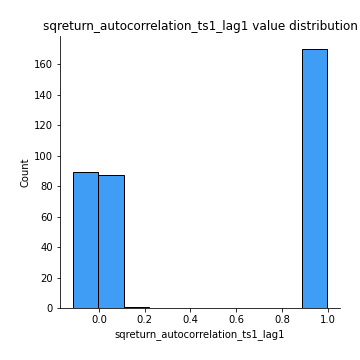 sqreturn_autocorrelation_ts1_lag1 value distribution
160
140
120
100
80
60
40
20
0
Count
0.0 0.2 0.4 0.6 0.8 1.0
sqreturn_autocorrelation_ts1_lag1